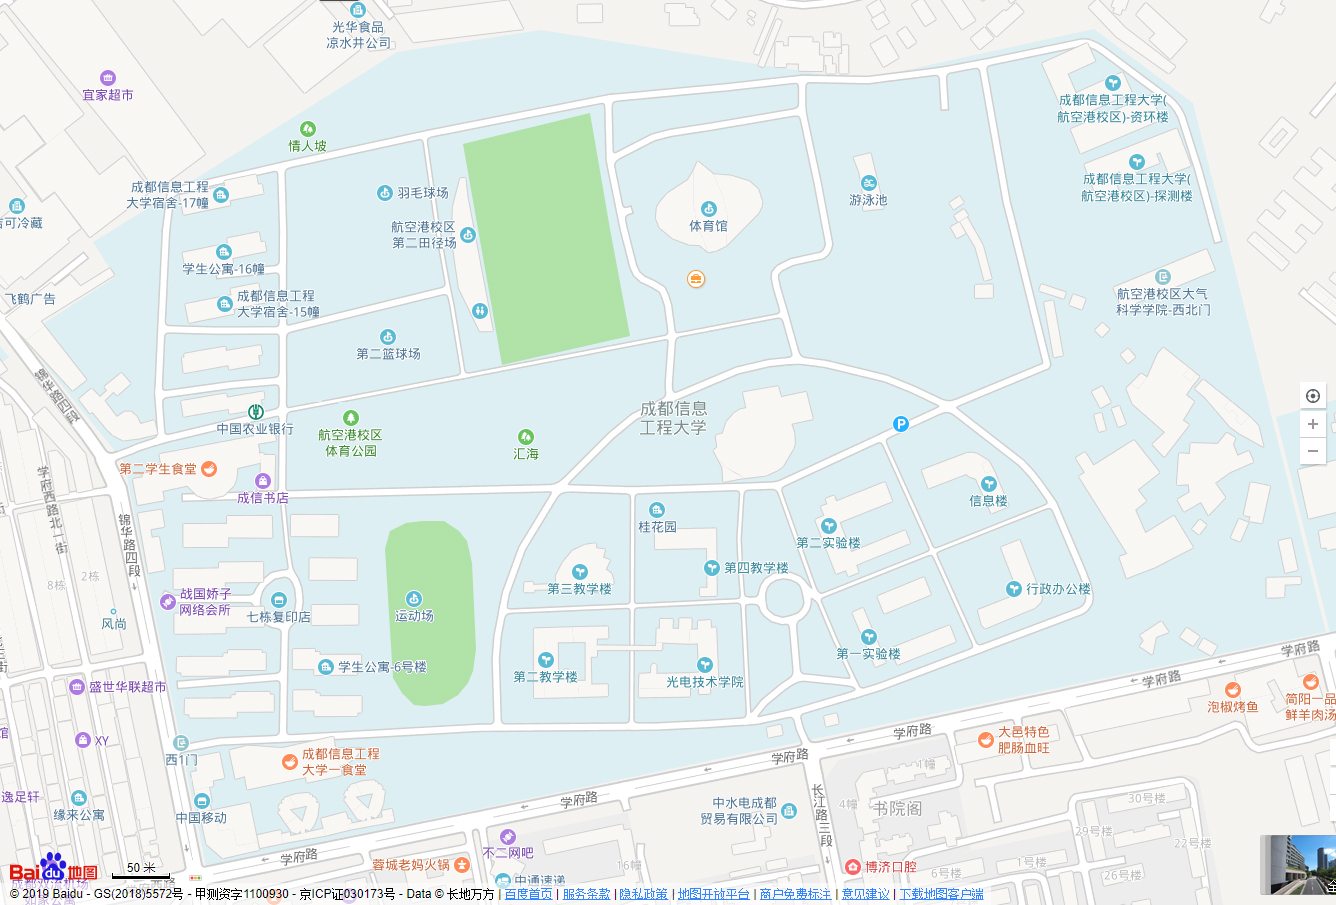 光华食品
凉水井公司
宜家超市
情人坡
成都信息工程大学(
航空港校区)-资环楼
成都信息工程
大学宿舍-17幢
羽毛球场
游泳池
成都信息工程大学(
航空港校区)-探测楼
吉可冷藏
航空港校区
第二田径场
体育馆
学生公寓-16幢
飞鹤广告
成都信息工程
大学宿舍-15幢
航空港校区大气
科学学院-西北门
第二篮球场
锦华路四段
中国农业银行
成都信息
工程大学
P
航空港校区
体育公园
汇海
第二学生食堂
成信书店
学府西路北一街
锦华路四段
桂花园
信息楼
第二实验楼
8栋
2栋
战国娇子
网络会所
七栋复印店
运动场
第三教学楼
第四教学楼
行政办公楼
风尚
学生公寓-6号楼
第二教学楼
光电技术学院
第一实验楼
学府路
盛世华联超市
学府路
泡椒烤鱼
简阳一品
鲜羊肉汤
XY
西1门
成都信息工程
大学一食堂
学府路
学府路
大邑特色
肥肠血旺
逸足轩
缘来公寓
中国移动
学府路
中水电成都
贸易有限公司
长江路三段
4幢
1幢
书院阁
30号楼
29号楼
22号楼
学府路
不二网吧
蓉城老妈火锅
16幢
博济口腔
1号楼
6号楼
26号楼
中通速递
Baidu地图
50 米
© 2019 Baidu - GS(2018)5572号 - 甲测资字1100930 - 京ICP证030173号 - Data © 长地万方 | 百度首页 | 服务条款 | 隐私政策 | 地图开放平台 | 商户免费标注 | 意见建议 | 下载地图客户端